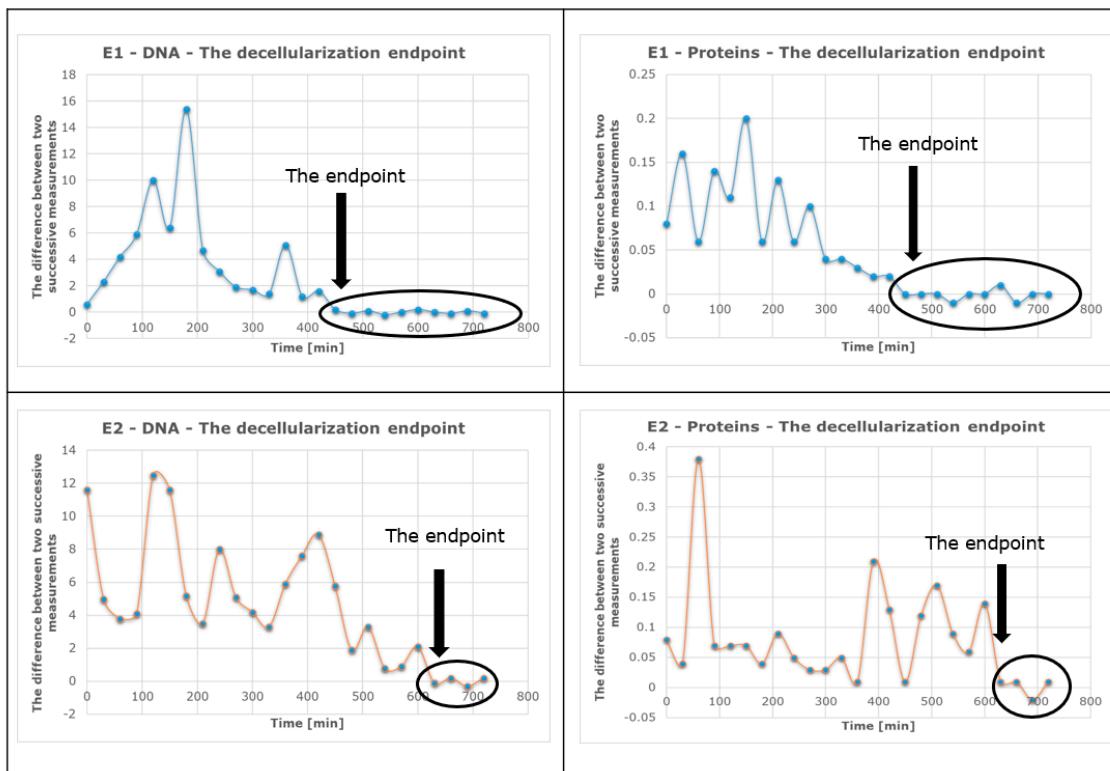 E1 - DNA - The decellularization endpoint
The difference between two
successive measurements
18
16
14
12
10
8
6
4
2
0
-2
The endpoint
0 100 200 300 400 500 600 700 800
Time [min]
E1 - Proteins - The decellularization endpoint
The difference between two
successive measurements
0.25
0.2
0.15
0.1
0.05
0
-0.05
The endpoint
0 100 200 300 400 500 600 700 800
Time [min]
E2 - DNA - The decellularization endpoint
The difference between two successive
measurements
14
12
10
8
6
4
2
0
-2
The endpoint
0 100 200 300 400 500 600 700 800
Time [min]
E2 - Proteins - The decellularization endpoint
The difference between two successive
measurements
0.4
0.35
0.3
0.25
0.2
0.15
0.1
0.05
0
-0.05
The endpoint
0 100 200 300 400 500 600 700 800
Time [min]